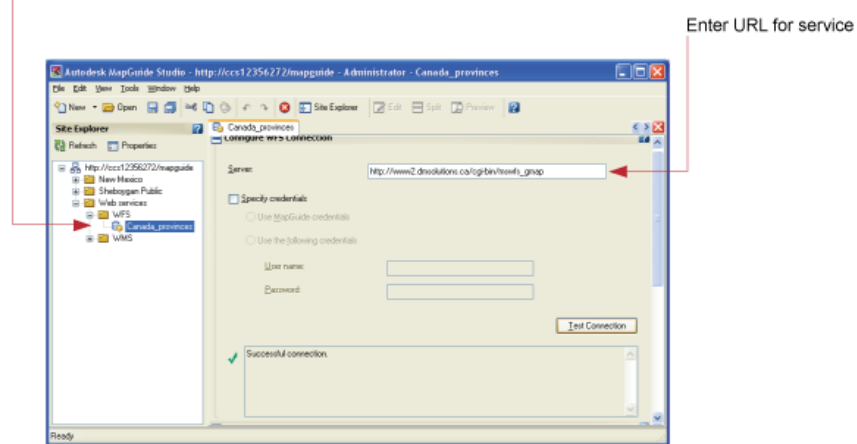 Enter URL for service
Autodesk MapGuide Studio - http://ccs12356272/mapguide - Administrator - Canada_provinces
File Edit View Tools Window Help
New Open Site Explorer Edit Split Preview
Site Explorer
Canada_provinces
Refresh Properties
Configure WFS Connection
http://ccs12356272/mapguide
New Mexico
Sheboygan Public
Web services
WFS
Canada_provinces
WMS
Server: http://www2.dmsolutions.ca/cgi-bin/mswfs_gmap
Specify credentials
Use MapGuide credentials
Use the following credentials
User name:
Password:
Test Connection
Successful connection.
Ready